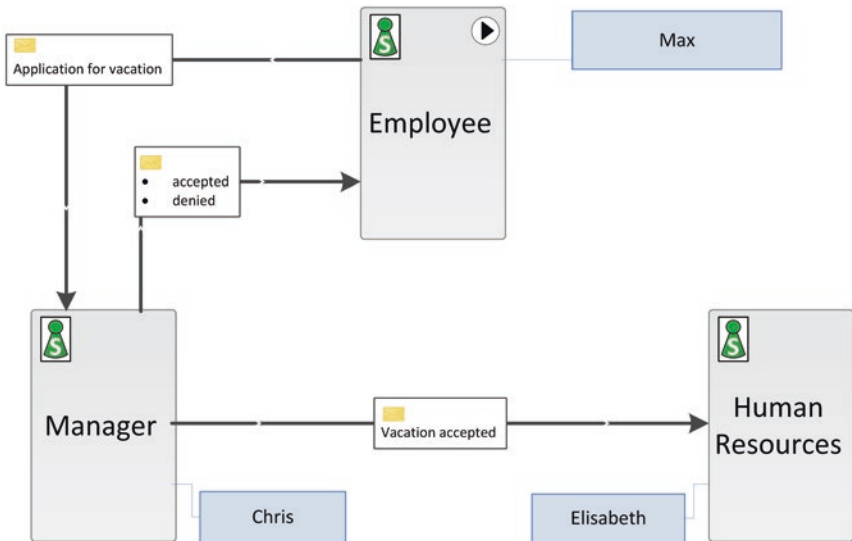 S
Max
Application for vacation
Employee
• accepted
• denied
S
S
Manager
Human
Resources
Vacation accepted
Chris
Elisabeth